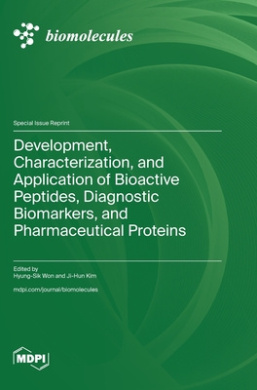 biomolecules
Special Issue Reprint
Development,
Characterization, and
Application of Bioactive
Peptides, Diagnostic
Biomarkers, and
Pharmaceutical Proteins
Edited by
Hyung-Sik Won and Ji-Hun Kim
mdpi.com/journal/biomolecules
MDPI